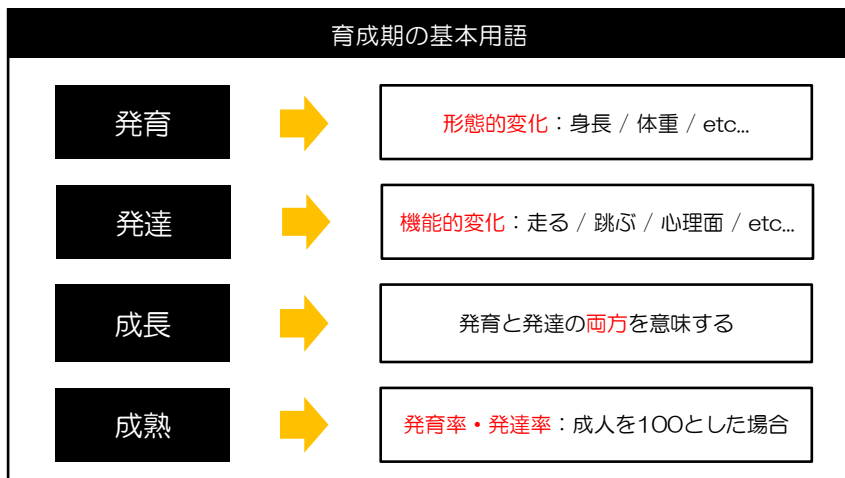 育成期の基本用語
発育
形態的変化：身長 / 体重 / etc...
発達
機能的変化：走る / 跳ぶ / 心理面 / etc...
成長
発育と発達の両方を意味する
成熟
発育率・発達率：成人を100とした場合